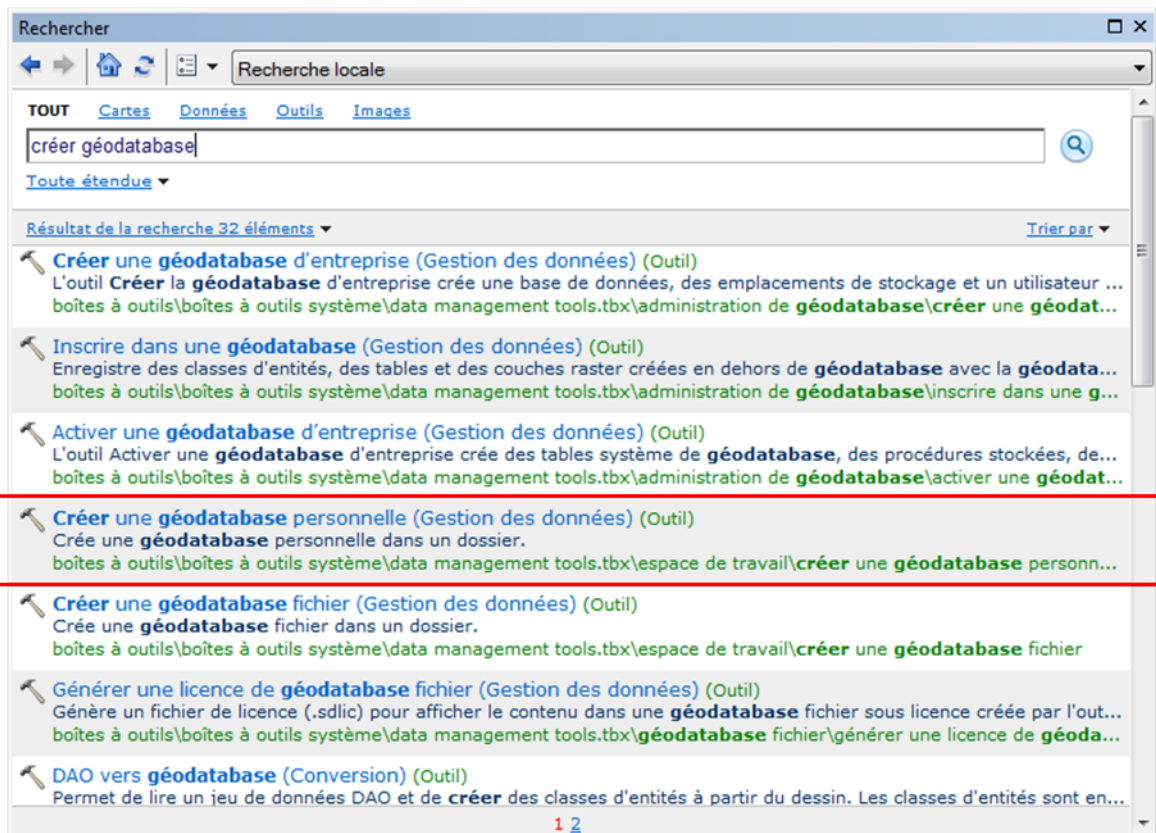 Rechercher
Recherche locale
TOUT Cartes Données Outils Images
créer géodatabase
Toute étendue
Résultat de la recherche 32 éléments Trier par
Créer une géodatabase d'entreprise (Gestion des données) (Outil)
L'outil Créer la géodatabase d'entreprise crée une base de données, des emplacements de stockage et un utilisateur ...
boîtes à outils\boîtes à outils système\data management tools.tbx\administration de géodatabase\créer une géodat...
Inscrire dans une géodatabase (Gestion des données) (Outil)
Enregistre des classes d'entités, des tables et des couches raster créées en dehors de géodatabase avec la géodata...
boîtes à outils\boîtes à outils système\data management tools.tbx\administration de géodatabase\inscrire dans une g...
Activer une géodatabase d'entreprise (Gestion des données) (Outil)
L'outil Activer une géodatabase d'entreprise crée des tables système de géodatabase, des procédures stockées, de...
boîtes à outils\boîtes à outils système\data management tools.tbx\administration de géodatabase\activer une géodat...
Créer une géodatabase personnelle (Gestion des données) (Outil)
Crée une géodatabase personnelle dans un dossier.
boîtes à outils\boîtes à outils système\data management tools.tbx\espace de travail\créer une géodatabase personn...
Créer une géodatabase fichier (Gestion des données) (Outil)
Crée une géodatabase fichier dans un dossier.
boîtes à outils\boîtes à outils système\data management tools.tbx\espace de travail\créer une géodatabase fichier
Générer une licence de géodatabase fichier (Gestion des données) (Outil)
Génère un fichier de licence (.sdlic) pour afficher le contenu dans une géodatabase fichier sous licence créée par l'out...
boîtes à outils\boîtes à outils système\data management tools.tbx\géodatabase fichier\générer une licence de géoda...
DAO vers géodatabase (Conversion) (Outil)
Permet de lire un jeu de données DAO et de créer des classes d'entités à partir du dessin. Les classes d'entités sont en...
1 2